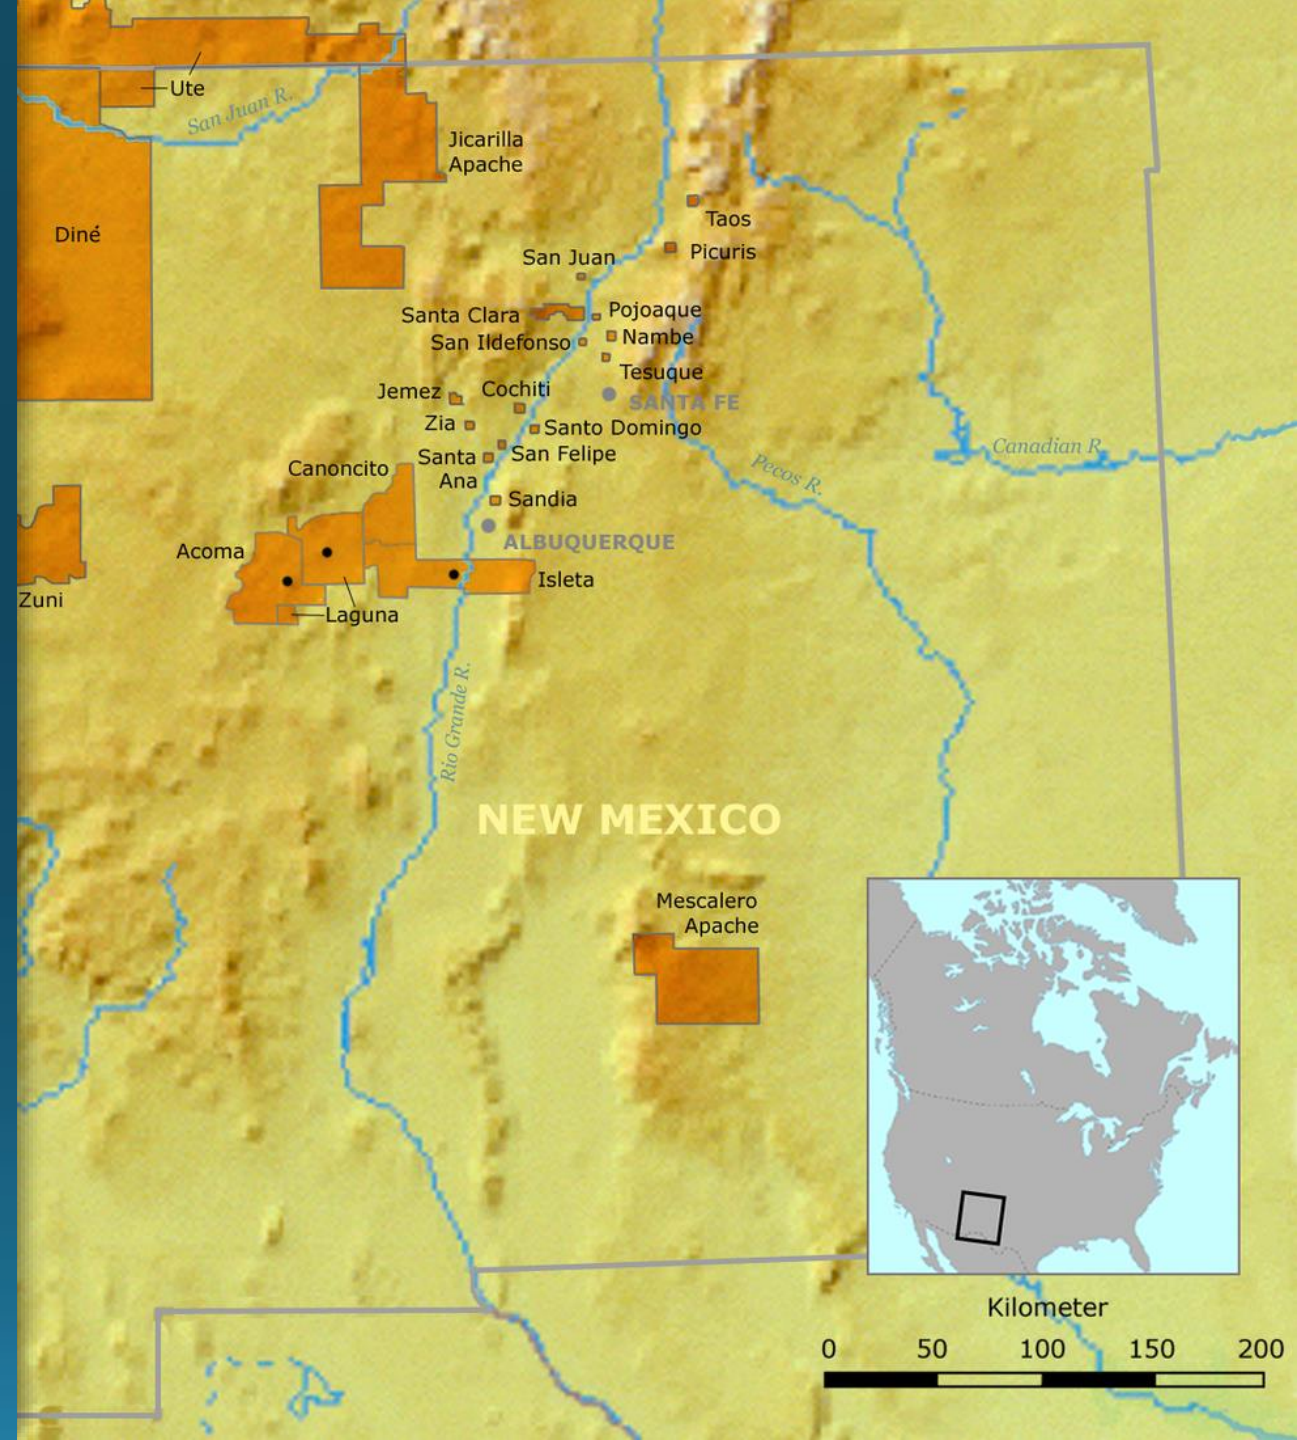 Ute
San Juan R.
Jicarilla
Apache
Diné
Taos
Picuris
San Juan
Santa Clara
Pojoaque
Nambe
San Ildefonso
Tesuque
Jemez
Cochiti
SANTA FE
Zia
Santo Domingo
San Felipe
Santa
Ana
Canoncito
Canadian R.
Pecos R.
Sandia
ALBUQUERQUE
Acoma
Isleta
Zuni
Laguna
Rio Grande R.
NEW MEXICO
Mescalero
Apache
Kilometer
0 50 100 150 200